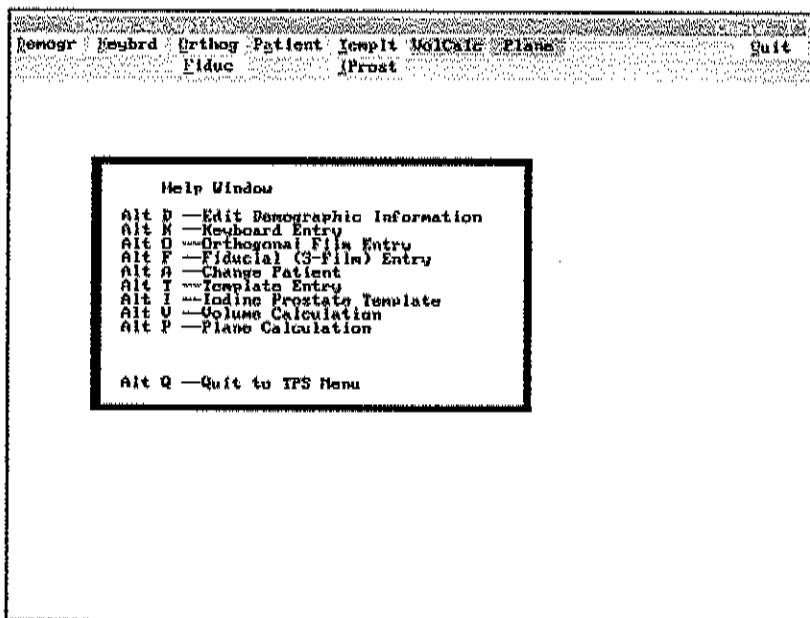 Demogr Keybrd Orthog Patient Templt VolCalc Plane Quit
Fiduc IProst
Help Window
Alt D —Edit Demographic Information
Alt K —Keyboard Entry
Alt O —Orthogonal Film Entry
Alt F —Fiducial (3-Film) Entry
Alt A —Change Patient
Alt T —Template Entry
Alt I —Iodine Prostate Template
Alt V —Volume Calculation
Alt P —Plane Calculation
Alt Q —Quit to TPS Menu